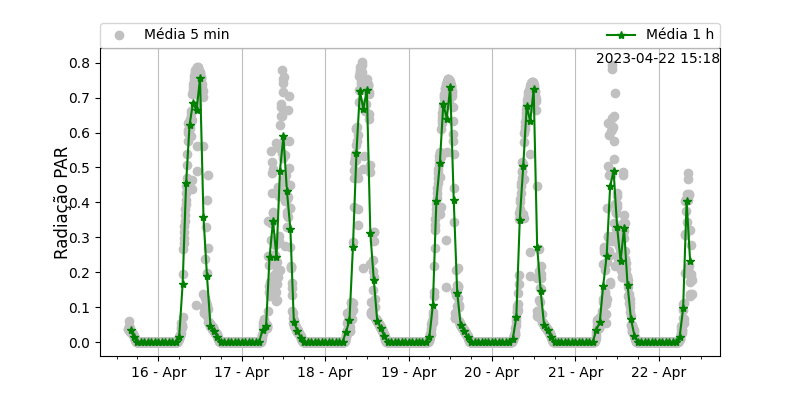 Média 5 min
Média 1 h
2023-04-22 15:18
Radiação PAR
0.8
0.7
0.6
0.5
0.4
0.3
0.2
0.1
0.0
16 - Apr
17 - Apr
18 - Apr
19 - Apr
20 - Apr
21 - Apr
22 - Apr